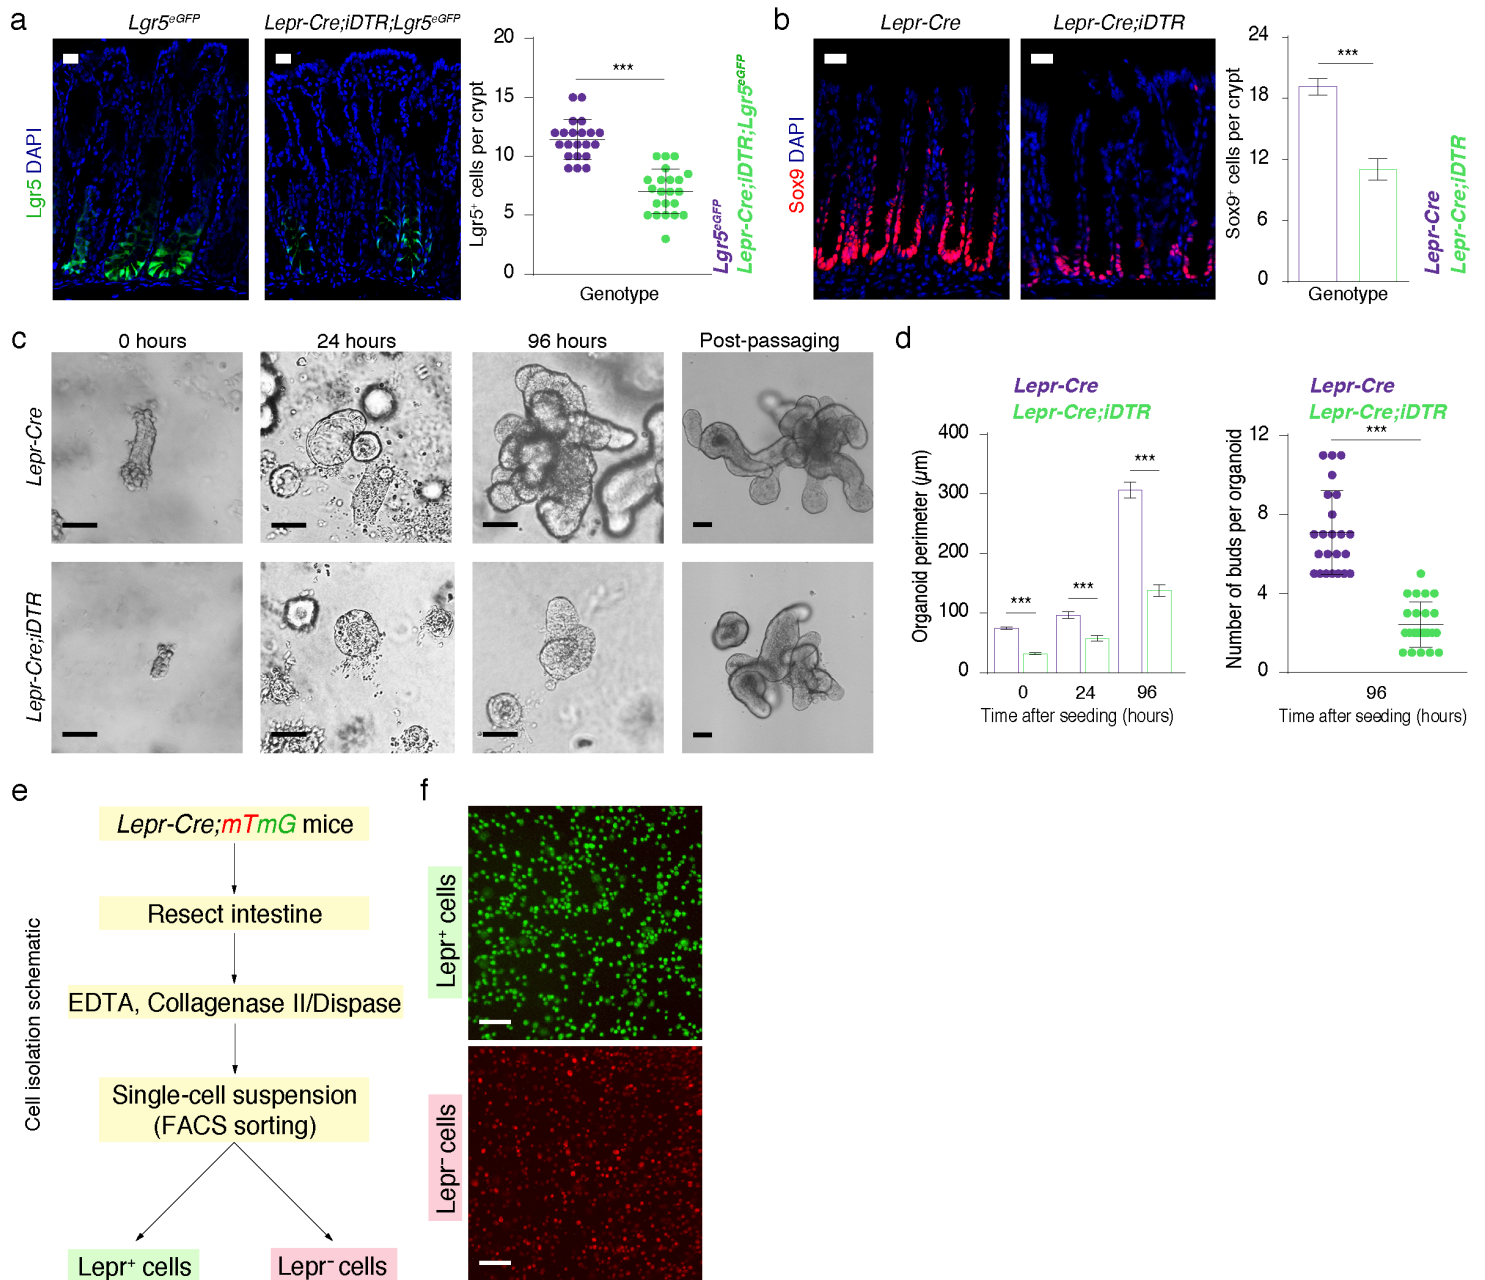 a
Lgr5eGFP
Lepr-Cre;iDTR;Lgr5eGFP
Lgr5 DAPI
Lgr5+ cells per crypt
20
15
10
5
0
***
Genotype
Lgr5eGFP
Lepr-Cre;iDTR;Lgr5eGFP
b
Lepr-Cre
Lepr-Cre;iDTR
Sox9 DAPI
Sox9+ cells per crypt
24
18
12
6
0
***
Genotype
Lepr-Cre
Lepr-Cre;iDTR
c
0 hours
24 hours
96 hours
Post-passaging
Lepr-Cre
Lepr-Cre;iDTR
d
Lepr-Cre
Lepr-Cre;iDTR
Organoid perimeter (µm)
400
300
200
100
0
***
***
***
0
24
96
Time after seeding (hours)
Lepr-Cre
Lepr-Cre;iDTR
Number of buds per organoid
12
8
4
0
***
96
Time after seeding (hours)
e
Cell isolation schematic
Lepr-Cre;mTmG mice
Resect intestine
EDTA, Collagenase II/Dispase
Single-cell suspension
(FACS sorting)
Lepr+ cells
Lepr- cells
f
Lepr+ cells
Lepr- cells